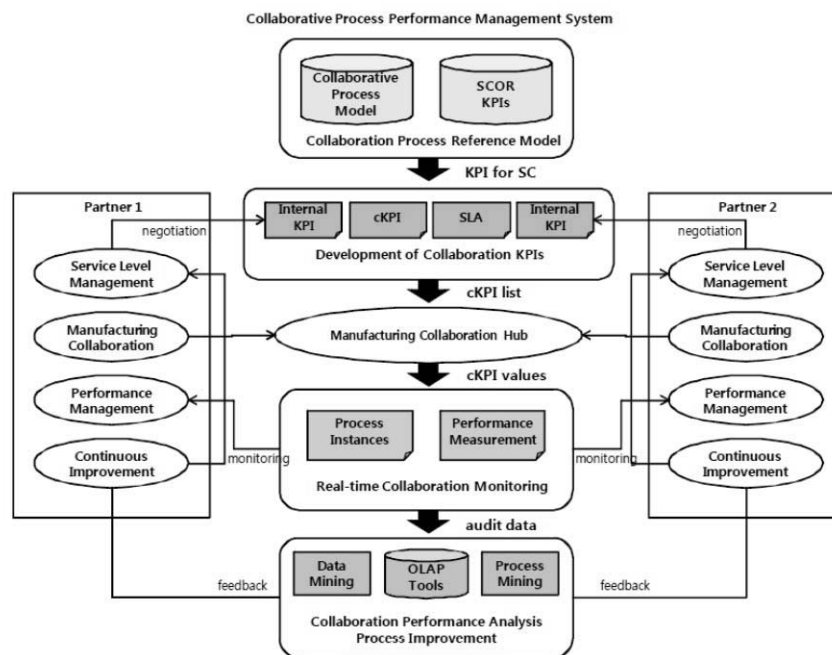 Collaborative Process Performance Management System
Collaborative
Process
Model
SCOR
KPIs
Collaboration Process Reference Model
KPI for SC
Partner 1
negotiation
Service Level
Management
Manufacturing
Collaboration
Performance
Management
Continuous
Improvement
monitoring
feedback
Internal
KPI
cKPI
SLA
Internal
KPI
Development of Collaboration KPIs
cKPI list
Manufacturing Collaboration Hub
cKPI values
Process
Instances
Performance
Measurement
Real-time Collaboration Monitoring
audit data
Data
Mining
OLAP
Tools
Process
Mining
Collaboration Performance Analysis
Process Improvement
Partner 2
negotiation
Service Level
Management
Manufacturing
Collaboration
Performance
Management
Continuous
Improvement
monitoring
feedback